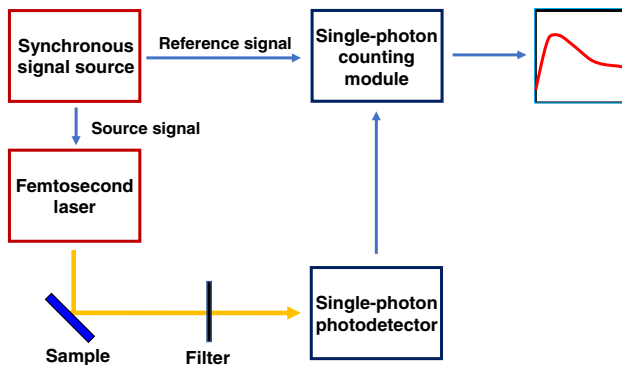 Synchronous
signal source
Reference signal
Single-photon
counting
module
Source signal
Femtosecond
laser
Single-photon
photodetector
Sample
Filter